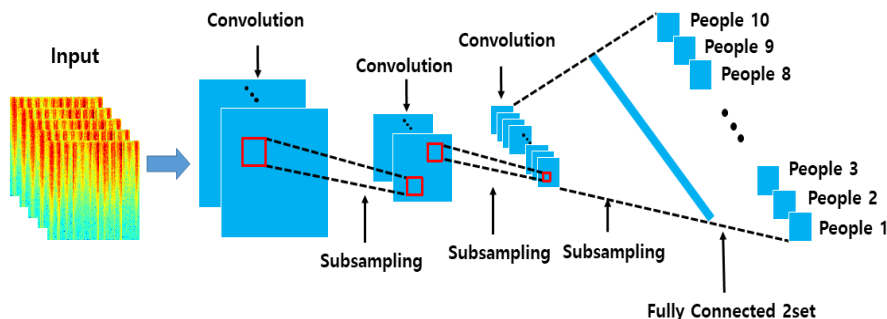 Input
Convolution
Convolution
Convolution
Subsampling
Subsampling
Subsampling
People 10
People 9
People 8
People 3
People 2
People 1
Fully Connected 2set